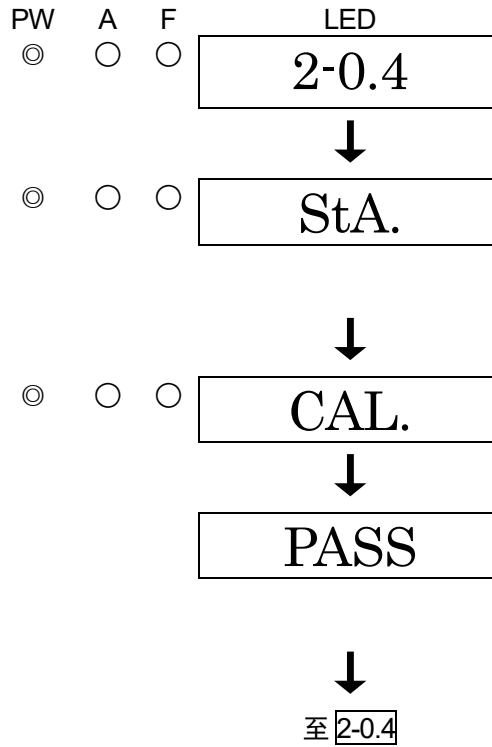 PW A F LED
◎ ○ ○ 2-0.4
◎ ○ ○ StA.
◎ ○ ○ CAL.
PASS
至 2-0.4